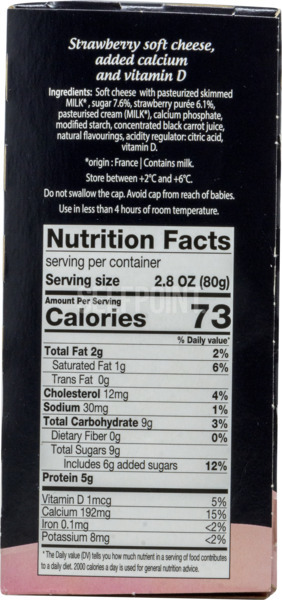 Strawberry soft cheese,
added calcium
and vitamin D
Ingredients: Soft cheese with pasteurized skimmed
MILK*, sugar 7.6%, strawberry purée 6.1%,
pasteurised cream (MILK*), calcium phosphate,
modified starch, concentrated black carrot juice,
natural flavourings, acidity regulator: citric acid,
vitamin D.
*origin : France | Contains milk.
Store between +2°C and +6°C.
Do not swallow the cap. Avoid cap from reach of babies.
Use in less than 4 hours of room temperature.
Nutrition Facts
serving per container
Serving size 2.8 OZ (80g)
Amount Per Serving
Calories 73
% Daily value*
Total Fat 2g 2%
Saturated Fat 1g 6%
Trans Fat 0g
Cholesterol 12mg 4%
Sodium 30mg 1%
Total Carbohydrate 9g 3%
Dietary Fiber 0g 0%
Total Sugars 9g
Includes 6g added sugars 12%
Protein 5g
Vitamin D 1mcg 5%
Calcium 192mg 15%
Iron 0.1mg <2%
Potassium 8mg <2%
* The Daily value (DV) tells you how much nutrient in a serving of food contributes
to a daily diet. 2000 calories a day is used for general nutrition advice.